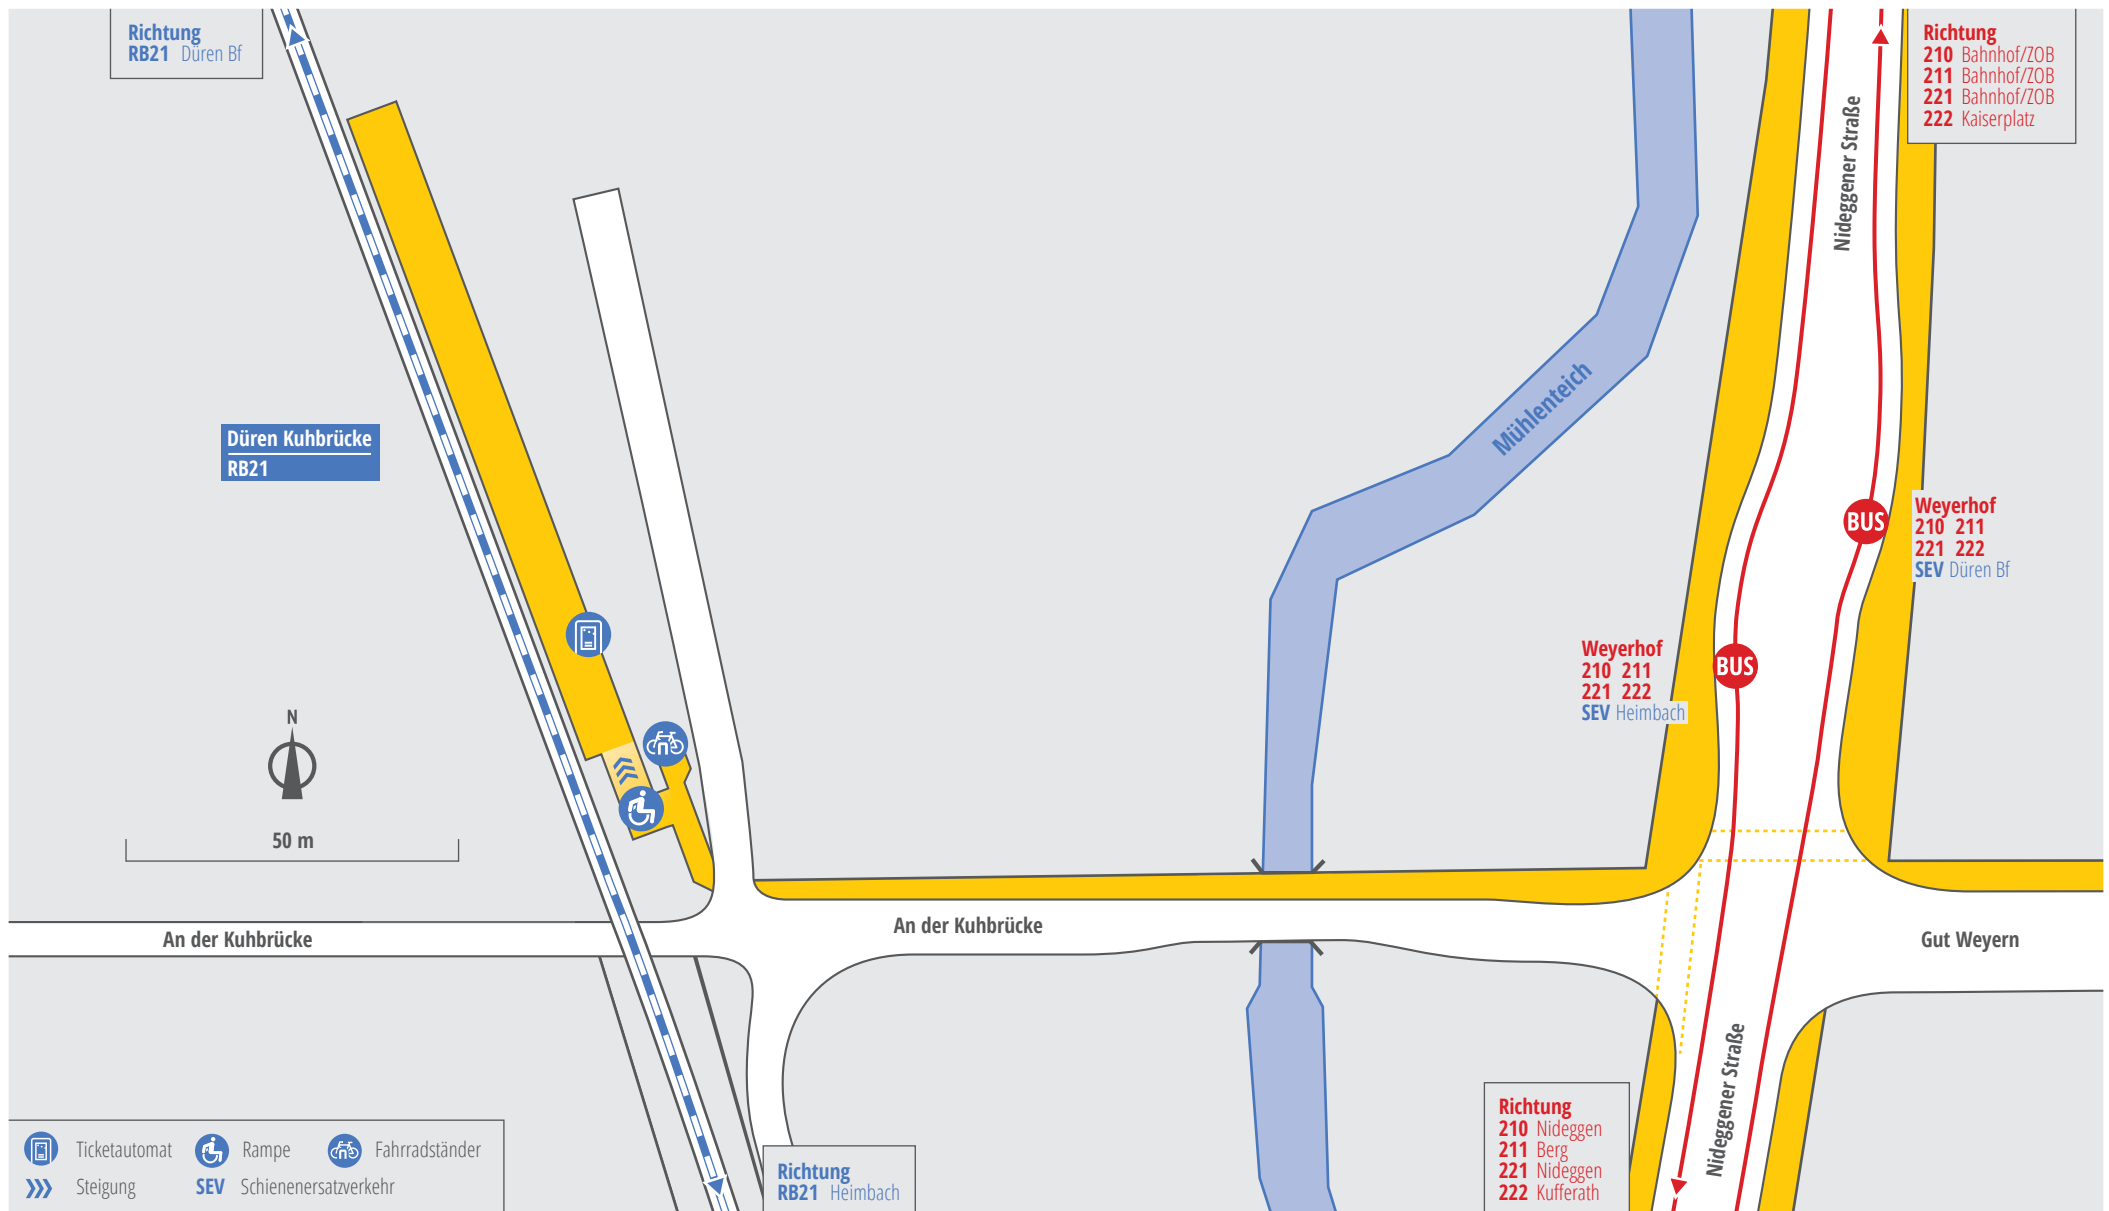 Richtung
RB21 Düren Bf
Richtung
210 Bahnhof/ZOB
211 Bahnhof/ZOB
221 Bahnhof/ZOB
222 Kaiserplatz
Nideggener Straße
Mühlenteich
Düren Kuhbrücke
RB21
BUS
Weyerhof
210 211
221 222
SEV Düren Bf
Weyerhof
210 211
221 222
SEV Heimbach
BUS
N
50 m
An der Kuhbrücke
An der Kuhbrücke
Gut Weyern
Nideggener Straße
Richtung
210 Nideggen
211 Berg
221 Nideggen
222 Kufferath
Ticketautomat
Rampe
Fahrradständer
Steigung
SEV Schienenersatzverkehr
Richtung
RB21 Heimbach